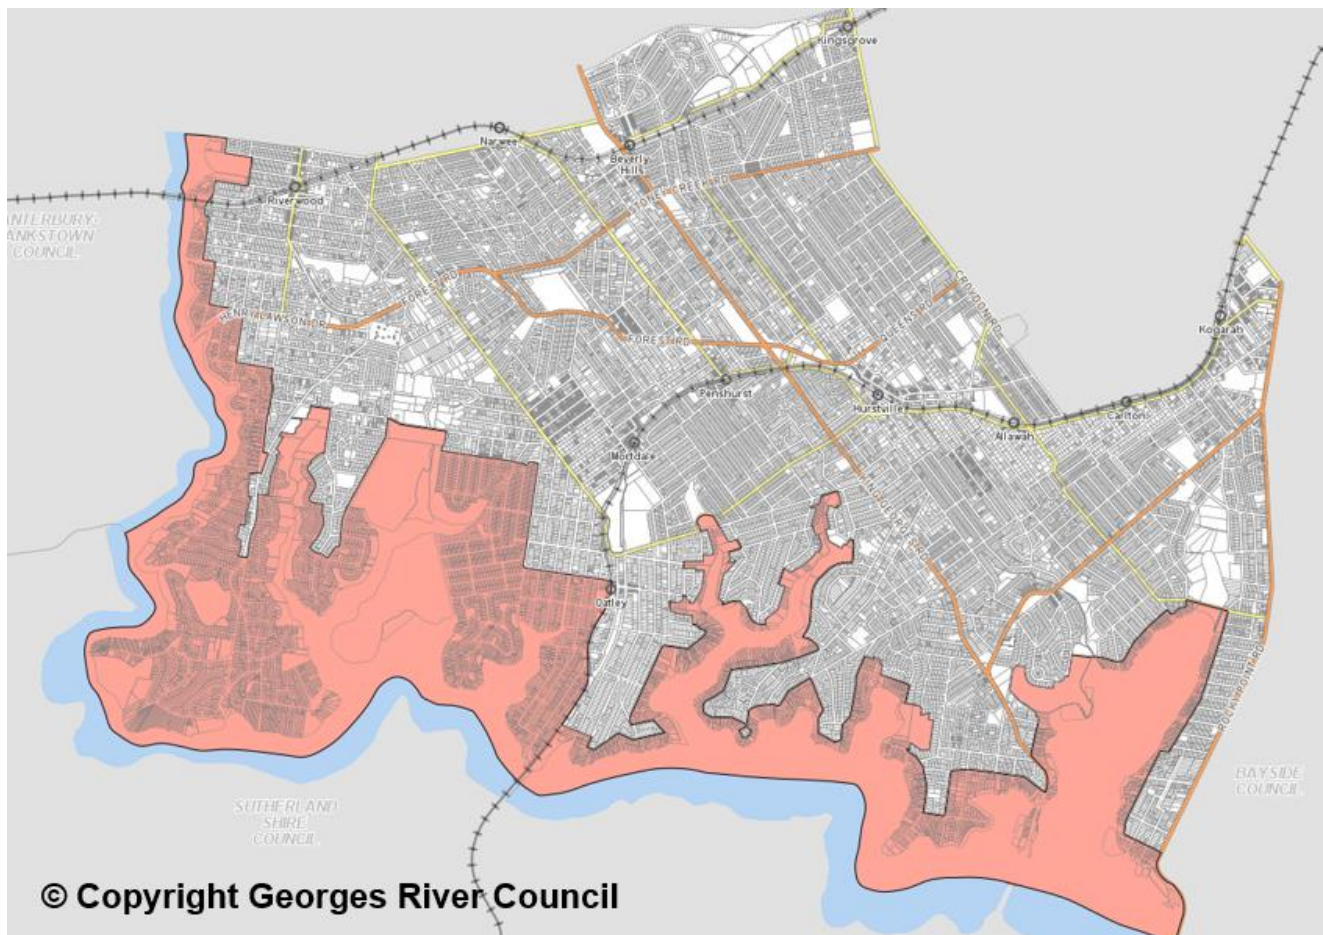 Kingsgrove
Narwee
Beverly
Hills
STONEY CREEK RD
Riverwood
CANTERBURY-
BANKSTOWN
COUNCIL
FOREST RD
CROYDON RD
HENRY LAWSON DR
QUEENS
Kogarah
FOREST RD
Penshurst
Hurstville
Carlton
Allawah
Mortdale
Oatley
ROCKY POINT RD
BAYSIDE
COUNCIL
SUTHERLAND
SHIRE
COUNCIL
© Copyright Georges River Council